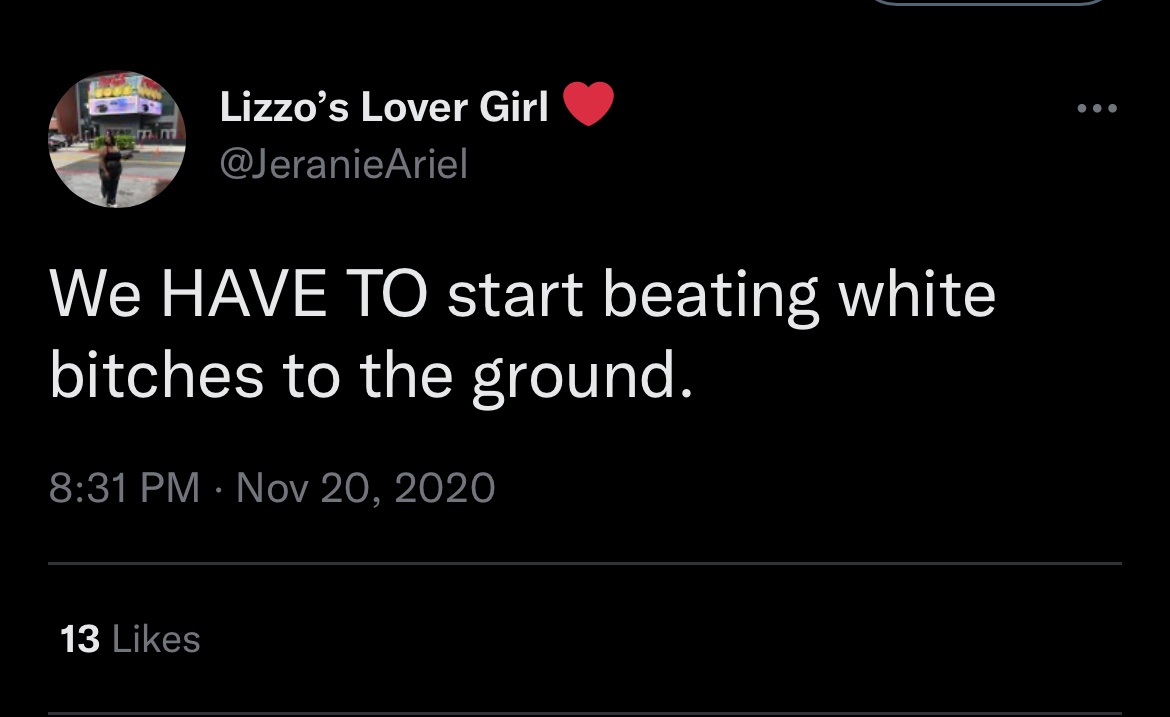 Lizzo’s Lover Girl ❤️
@JeranieAriel
We HAVE TO start beating white
bitches to the ground.
8:31 PM · Nov 20, 2020
13 Likes